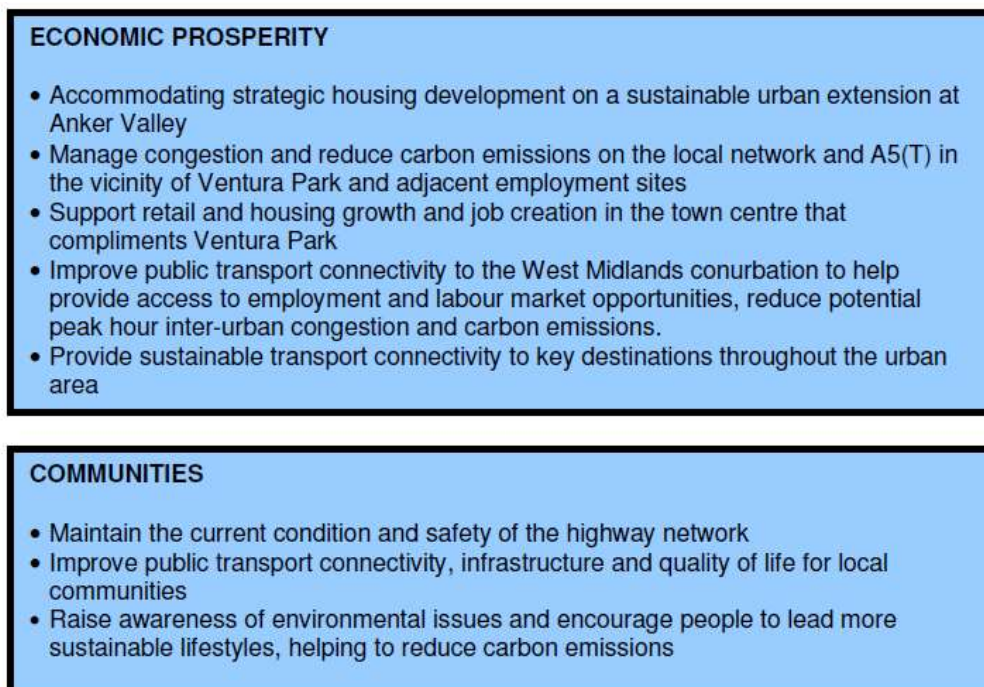 ECONOMIC PROSPERITY
• Accommodating strategic housing development on a sustainable urban extension at
Anker Valley
• Manage congestion and reduce carbon emissions on the local network and A5(T) in
the vicinity of Ventura Park and adjacent employment sites
• Support retail and housing growth and job creation in the town centre that
compliments Ventura Park
• Improve public transport connectivity to the West Midlands conurbation to help
provide access to employment and labour market opportunities, reduce potential
peak hour inter-urban congestion and carbon emissions.
• Provide sustainable transport connectivity to key destinations throughout the urban
area
COMMUNITIES
• Maintain the current condition and safety of the highway network
• Improve public transport connectivity, infrastructure and quality of life for local
communities
• Raise awareness of environmental issues and encourage people to lead more
sustainable lifestyles, helping to reduce carbon emissions